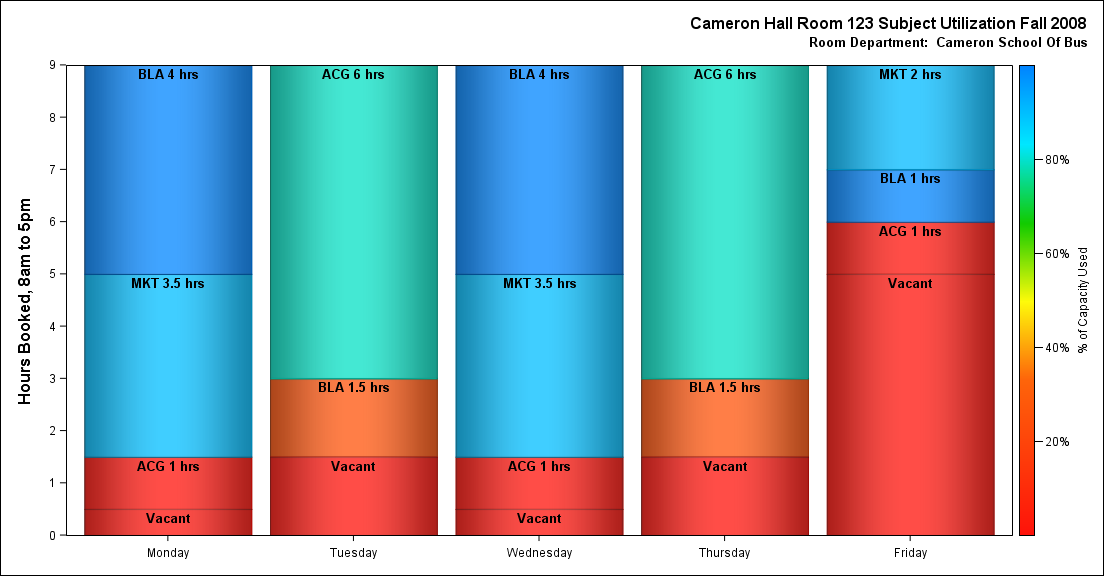 Cameron Hall Room 123 Subject Utilization Fall 2008
Room Department:  Cameron School Of Bus
Hours Booked, 8am to 5pm
9
8
7
6
5
4
3
2
1
0
BLA 4 hrs
MKT 3.5 hrs
ACG 1 hrs
Vacant
ACG 6 hrs
BLA 1.5 hrs
Vacant
BLA 4 hrs
MKT 3.5 hrs
ACG 1 hrs
Vacant
ACG 6 hrs
BLA 1.5 hrs
Vacant
MKT 2 hrs
BLA 1 hrs
ACG 1 hrs
Vacant
Monday
Tuesday
Wednesday
Thursday
Friday
80%
60%
40%
20%
% of Capacity Used